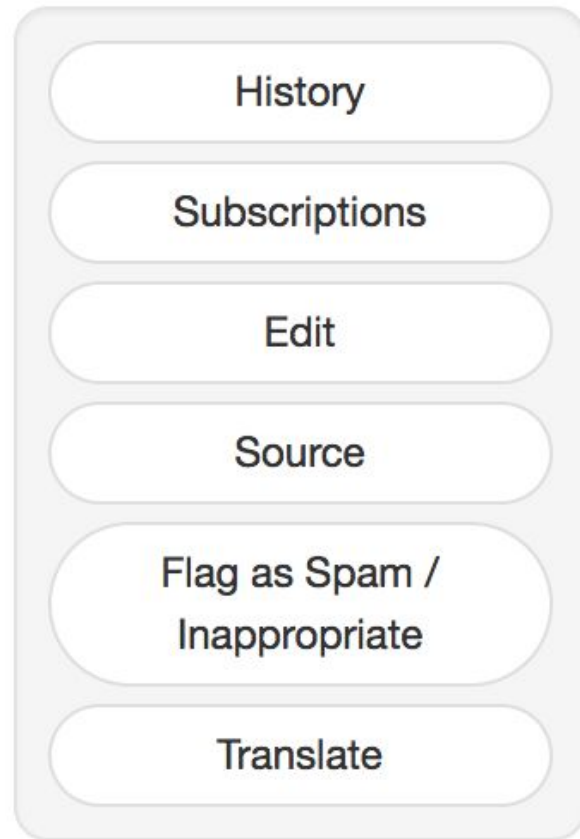 History
Subscriptions
Edit
Source
Flag as Spam /
Inappropriate
Translate